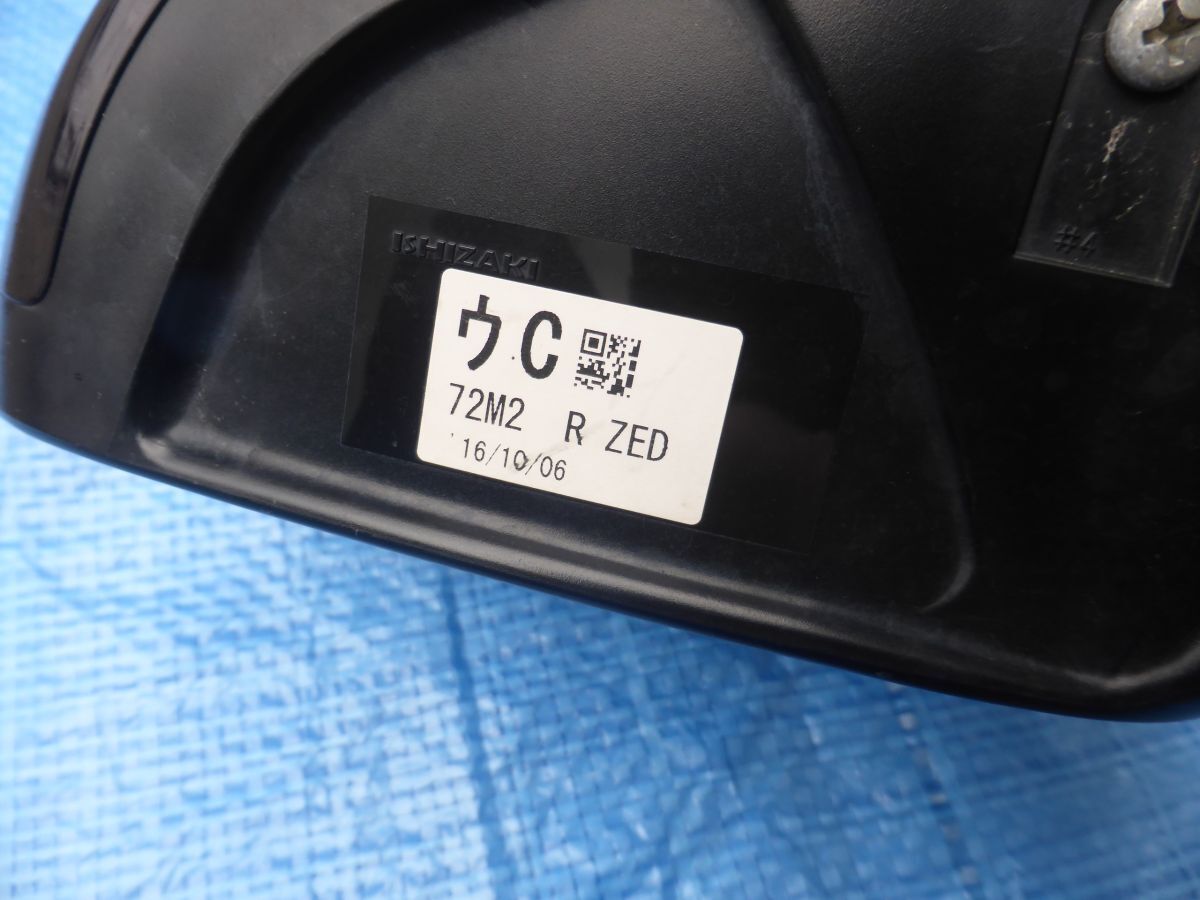 ISHIZAKI
ウC
72M2 R ZED
'16/10/06
#4